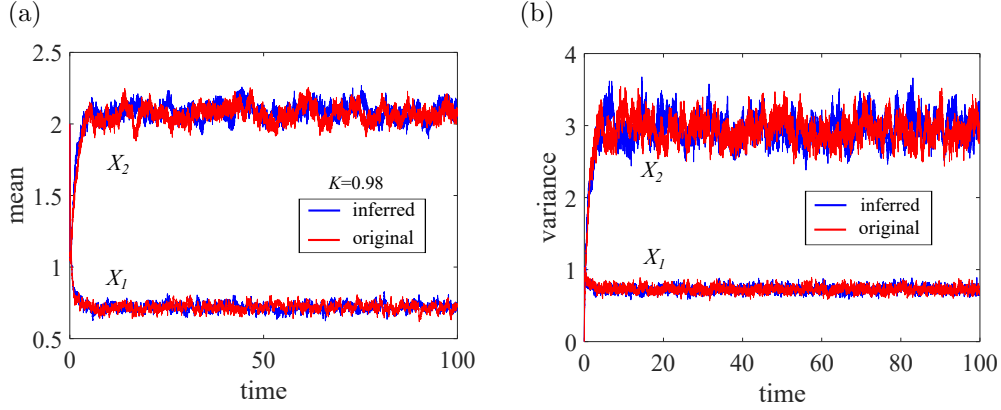 (a)
2.5
2
1.5
1
0.5
mean
X2
K=0.98
inferred
original
X1
0
50
100
time
(b)
4
3
2
1
0
variance
X2
inferred
original
X1
0
20
40
60
80
100
time